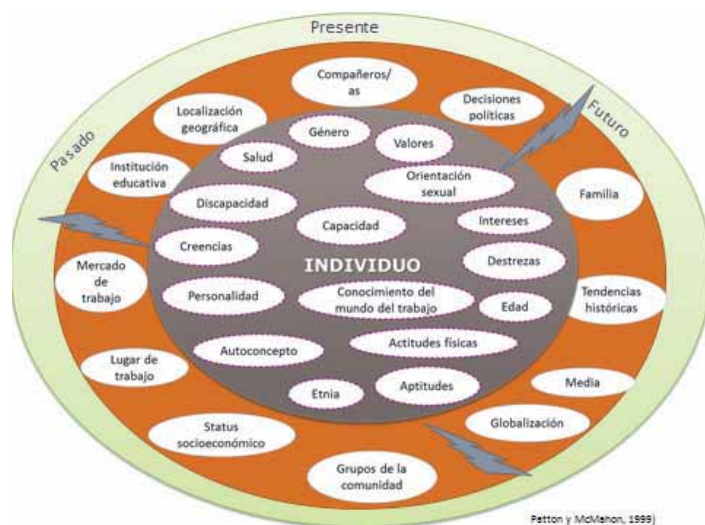 Presente
Pasado
Futuro
Compañeros/
as
Decisiones
políticas
Localización
geográfica
Género
Valores
Salud
Institución
educativa
Orientación
sexual
Familia
Discapacidad
Capacidad
Intereses
Creencias
INDIVIDUO
Destrezas
Mercado
de
trabajo
Personalidad
Conocimiento del
mundo del trabajo
Edad
Tendencias
históricas
Autoconcepto
Actitudes físicas
Lugar de
trabajo
Etnia
Aptitudes
Media
Status
socioeconómico
Globalización
Grupos de la
comunidad
Patton y McMahon, 1999)